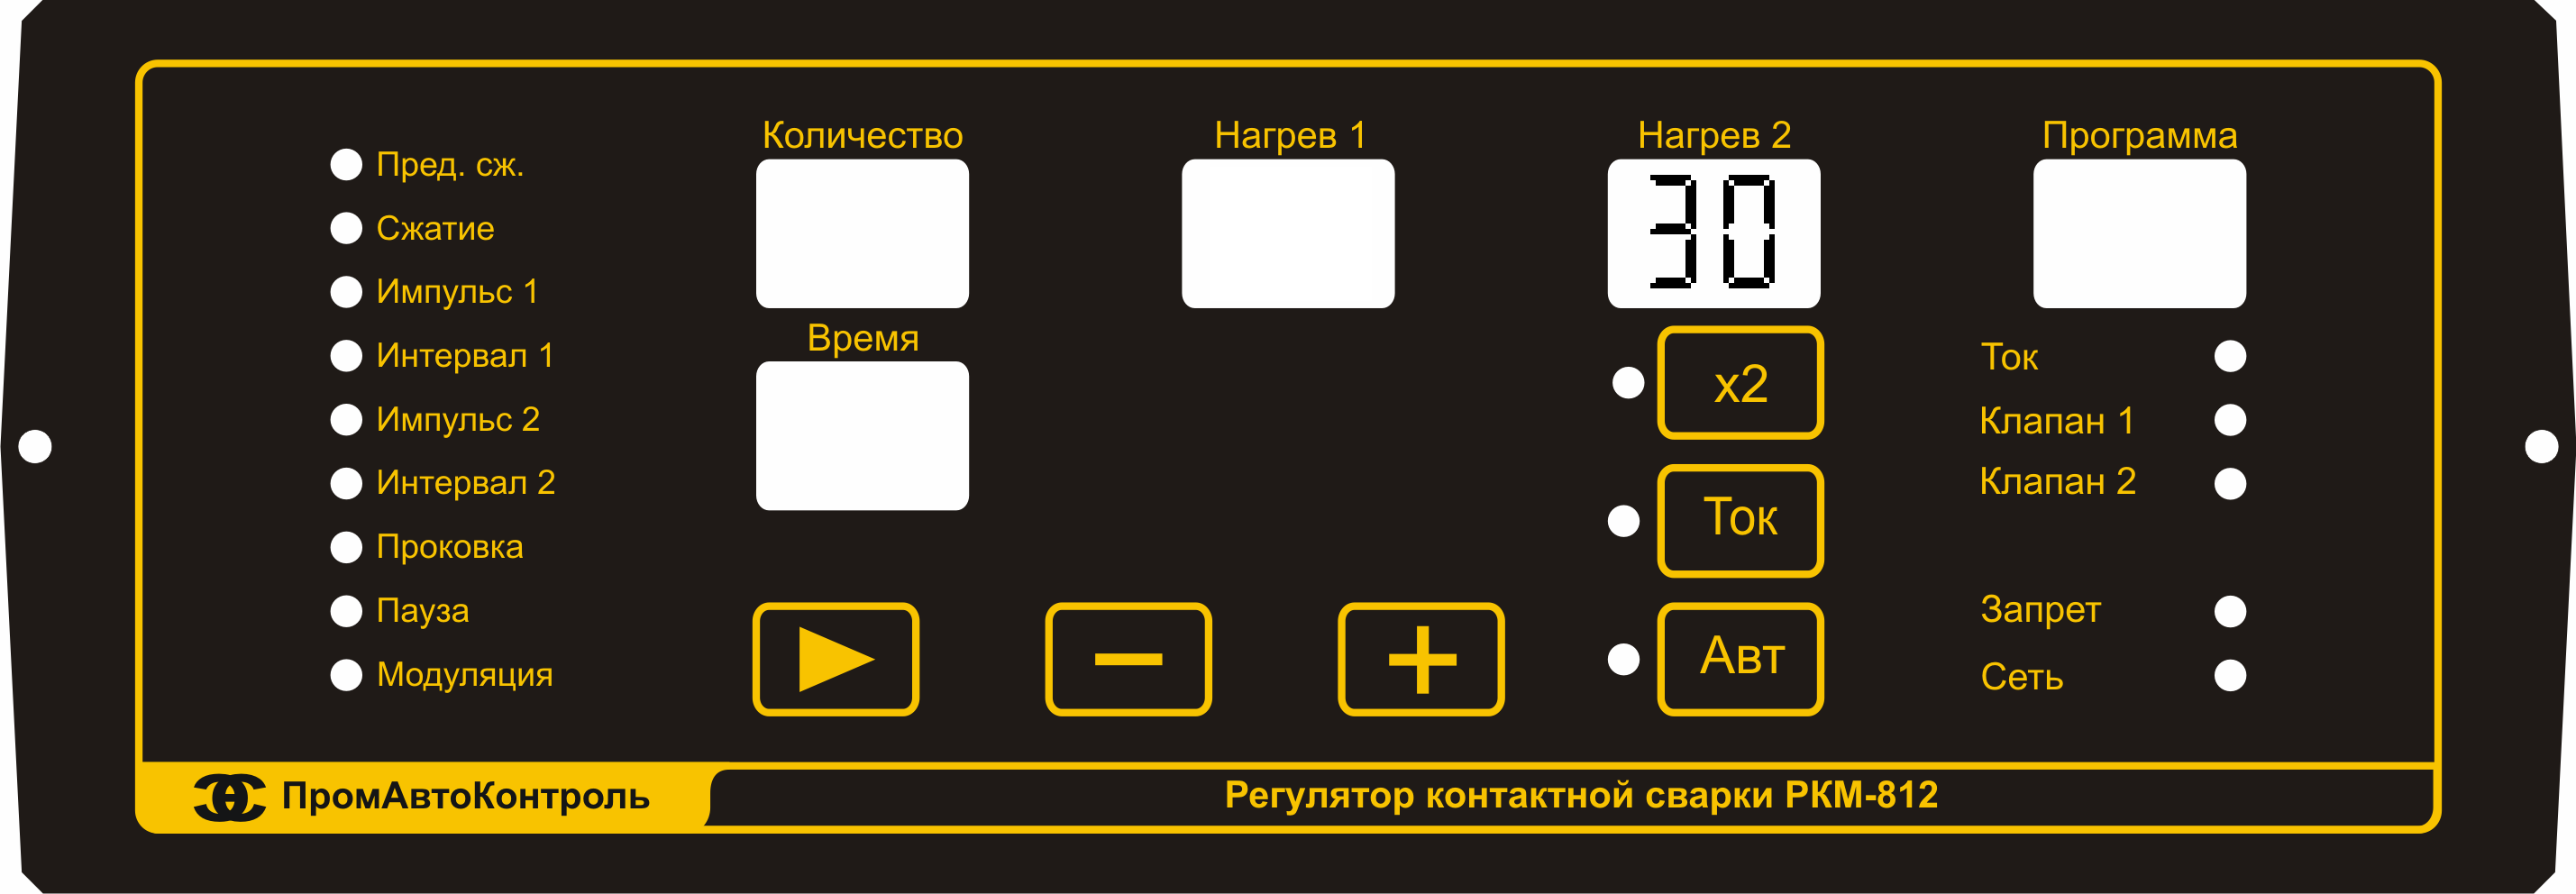 Количество
Нагрев 1
Нагрев 2
Программа
Пред. сж.
Сжатие
Импульс 1
Интервал 1
Импульс 2
Интервал 2
Проковка
Пауза
Модуляция
30
Время
x2
Ток
Авт
Ток
Клапан 1
Клапан 2
Запрет
Сеть
ПромАвтоКонтроль
Регулятор контактной сварки РКМ-812